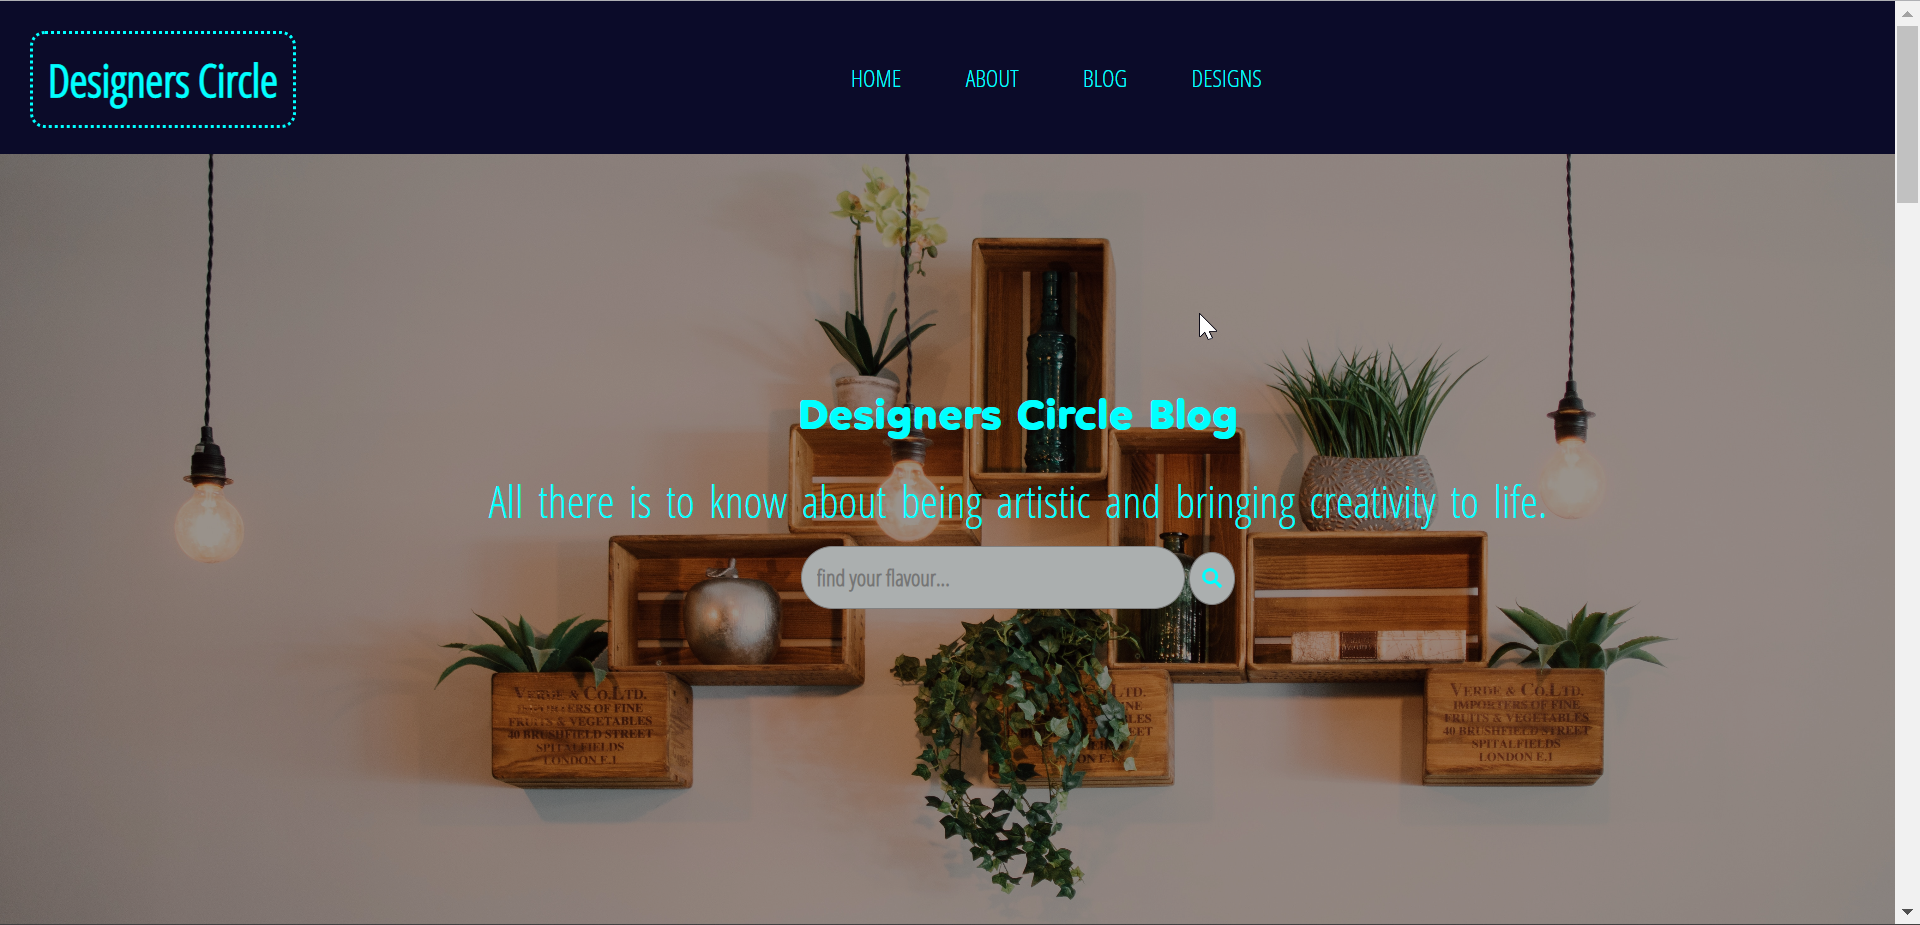 Designers Circle
HOME ABOUT BLOG DESIGNS
Designers Circle Blog
All there is to know about being artistic and bringing creativity to life.
find your flavour...
VERDE & CO.LTD.
IMPORTERS OF FINE
FRUITS & VEGETABLES
40 BRUSHFIELD STREET
SPITALFIELDS
LONDON E.1
LTD.
VERDE & CO.LTD.
IMPORTERS OF FINE
FRUITS & VEGETABLES
40 BRUSHFIELD STREET
SPITALFIELDS
LONDON E.1